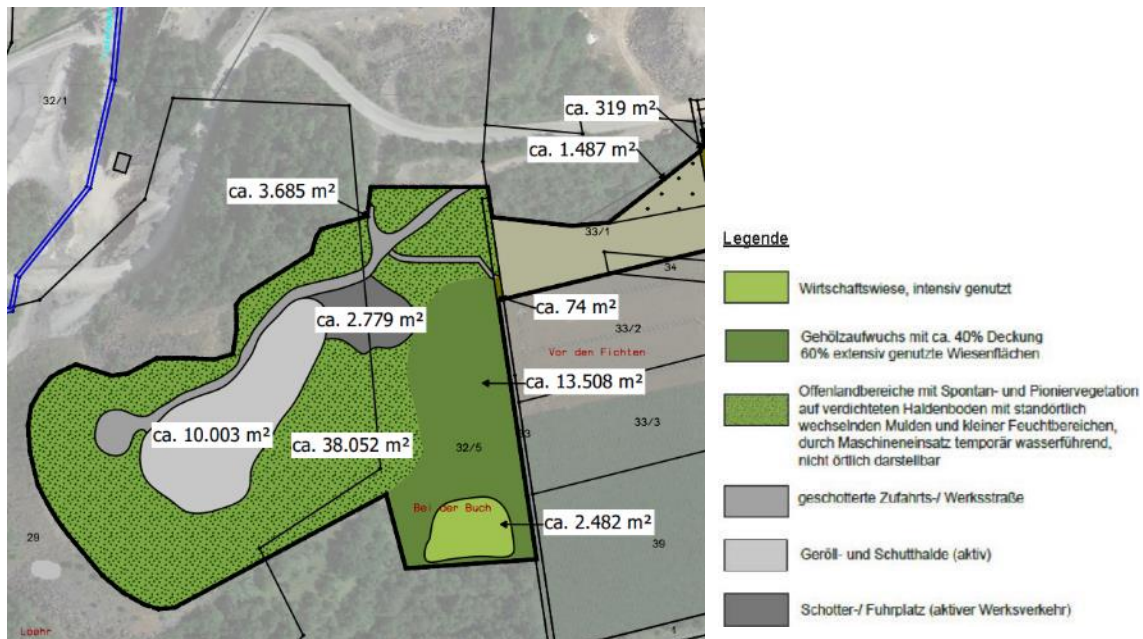 32/1
ca. 319 m²
ca. 1.487 m²
ca. 3.685 m²
33/1
34
ca. 74 m²
ca. 2.779 m²
33/2
Vor den Fichten
ca. 13.508 m²
ca. 10.003 m²
ca. 38.052 m²
33/3
33
32/5
Bei der Buch
ca. 2.482 m²
29
39
Loehr
1
Legende
Wirtschaftswiese, intensiv genutzt
Gehölzaufwuchs mit ca. 40% Deckung
60% extensiv genutzte Wiesenflächen
Offenlandbereiche mit Spontan- und Pioniervegetation
auf verdichteten Haldenboden mit standörtlich
wechselnden Mulden und kleiner Feuchtbereichen,
durch Maschineneinsatz temporär wasserführend,
nicht örtlich darstellbar
geschotterte Zufahrts-/ Werksstraße
Geröll- und Schutthalde (aktiv)
Schotter-/ Fuhrplatz (aktiver Werksverkehr)